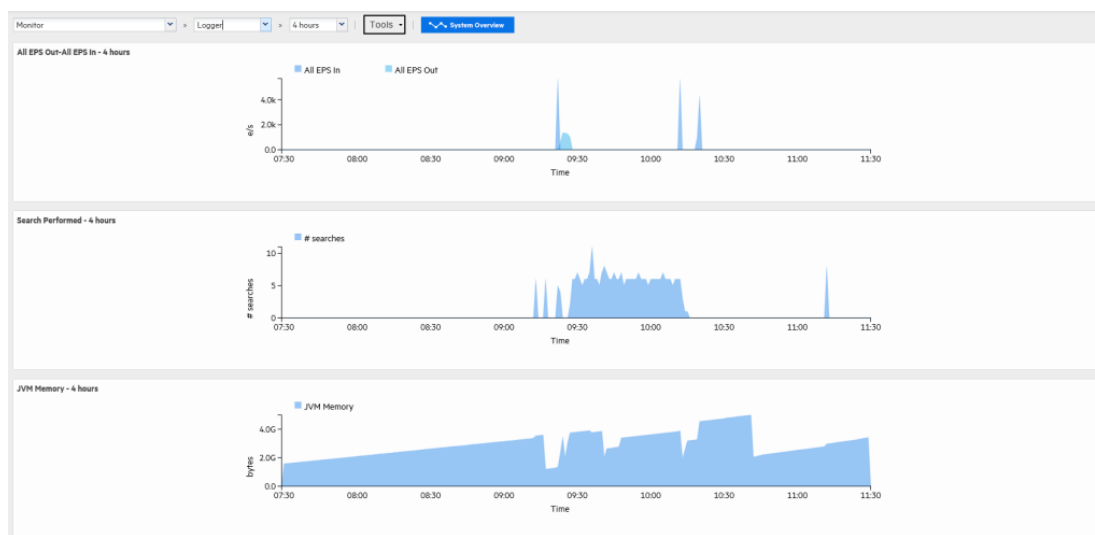 Monitor » Logger » 4 hours | Tools | System Overview
All EPS Out-All EPS In - 4 hours
All EPS In All EPS Out
4.0k
2.0k
0.0
e/s
07:30 08:00 08:30 09:00 09:30 10:00 10:30 11:00 11:30
Time
Search Performed - 4 hours
# searches
10
5
0
# searches
07:30 08:00 08:30 09:00 09:30 10:00 10:30 11:00 11:30
Time
JVM Memory - 4 hours
JVM Memory
4.0G
2.0G
0.0
bytes
07:30 08:00 08:30 09:00 09:30 10:00 10:30 11:00 11:30
Time